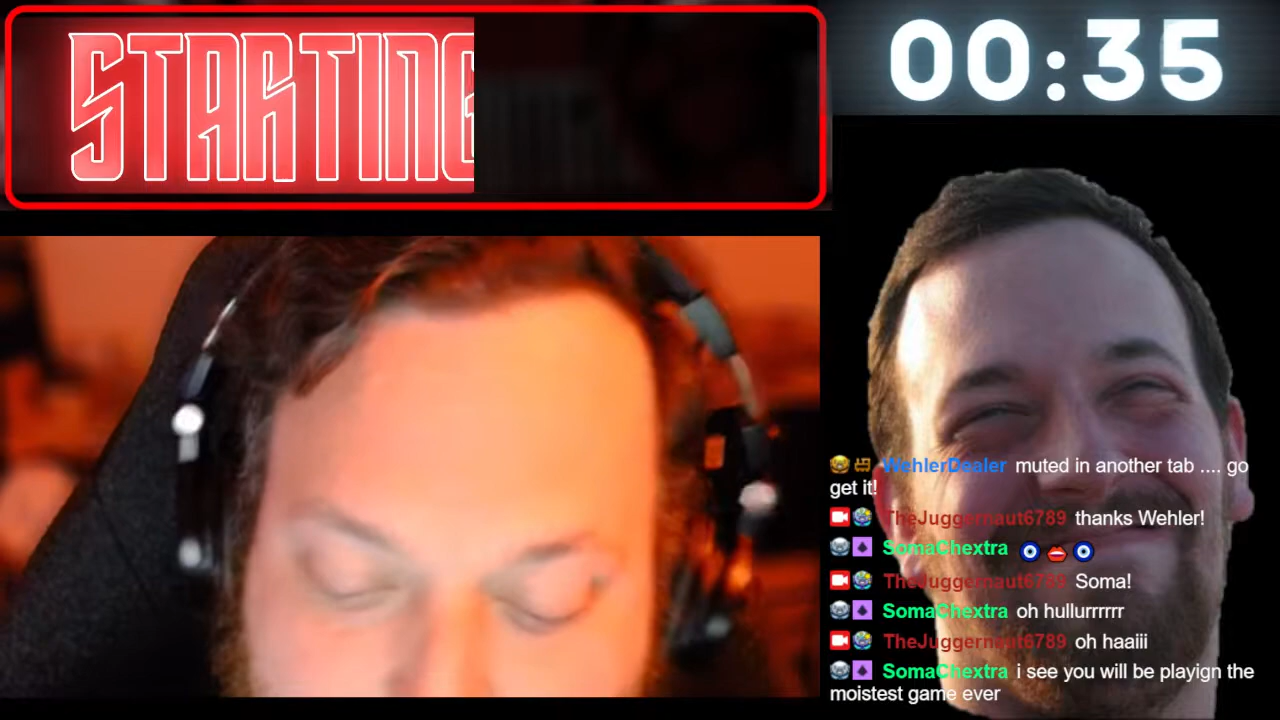 STARTING
00:35
WehlerDealer muted in another tab .... go
get it!
TheJuggernaut6789 thanks Wehler!
SomaChextra
TheJuggernaut6789 Soma!
SomaChextra oh hullurrrrrr
TheJuggernaut6789 oh haaiii
SomaChextra i see you will be playign the
moistest game ever